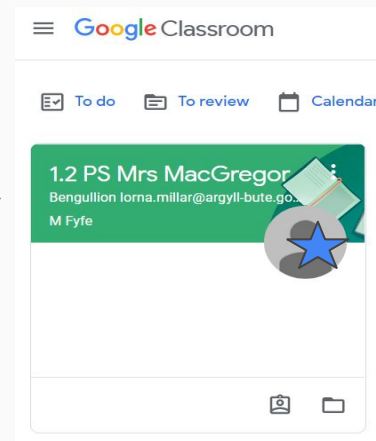 Google Classroom
To do To review Calendar
1.2 PS Mrs MacGregor
Bengullion lorna.millar@argyll-bute.go...
M Fyfe